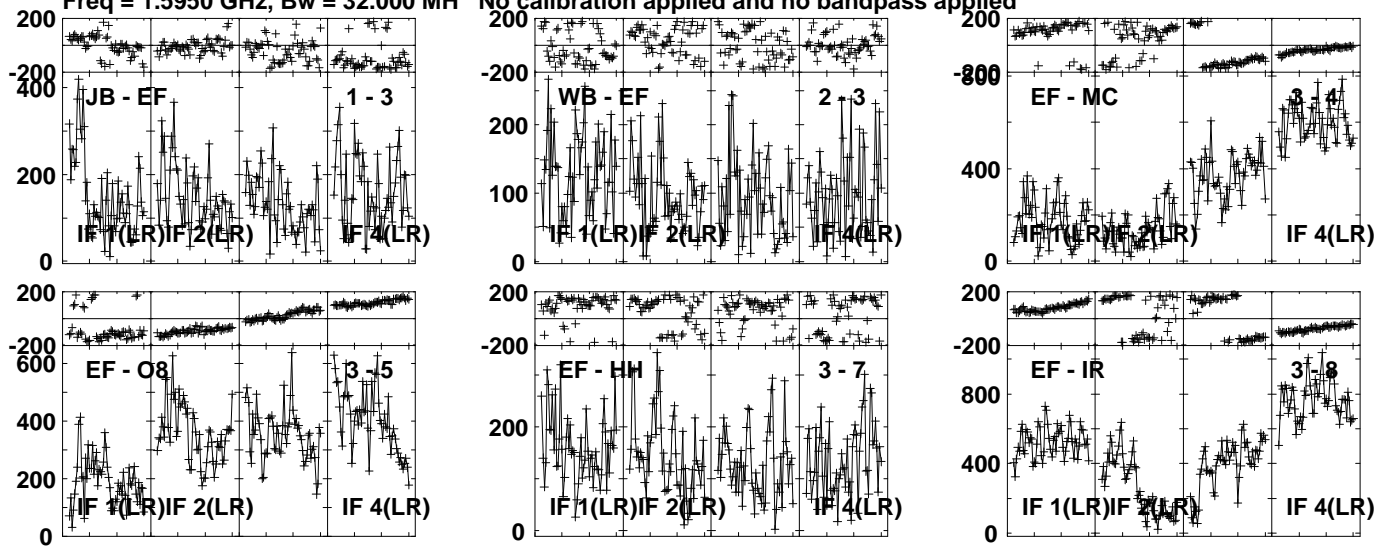 Freq = 1.5950 GHz, Bw = 32.000 MH No calibration applied and no bandpass applied
200
-200
400
200
0
JB - EF
1 - 3
IF 1(LR)
IF 2(LR)
IF 4(LR)
200
-200
200
100
0
WB - EF
2 - 3
IF 1(LR)
IF 2(LR)
IF 4(LR)
200
-200
800
400
0
EF - MC
3 - 4
IF 1(LR)
IF 2(LR)
IF 4(LR)
200
-200
600
400
200
0
EF - O8
3 - 5
IF 1(LR)
IF 2(LR)
IF 4(LR)
200
-200
200
0
EF - HH
3 - 7
IF 1(LR)
IF 2(LR)
IF 4(LR)
200
-200
800
400
0
EF - IR
3 - 8
IF 1(LR)
IF 2(LR)
IF 4(LR)